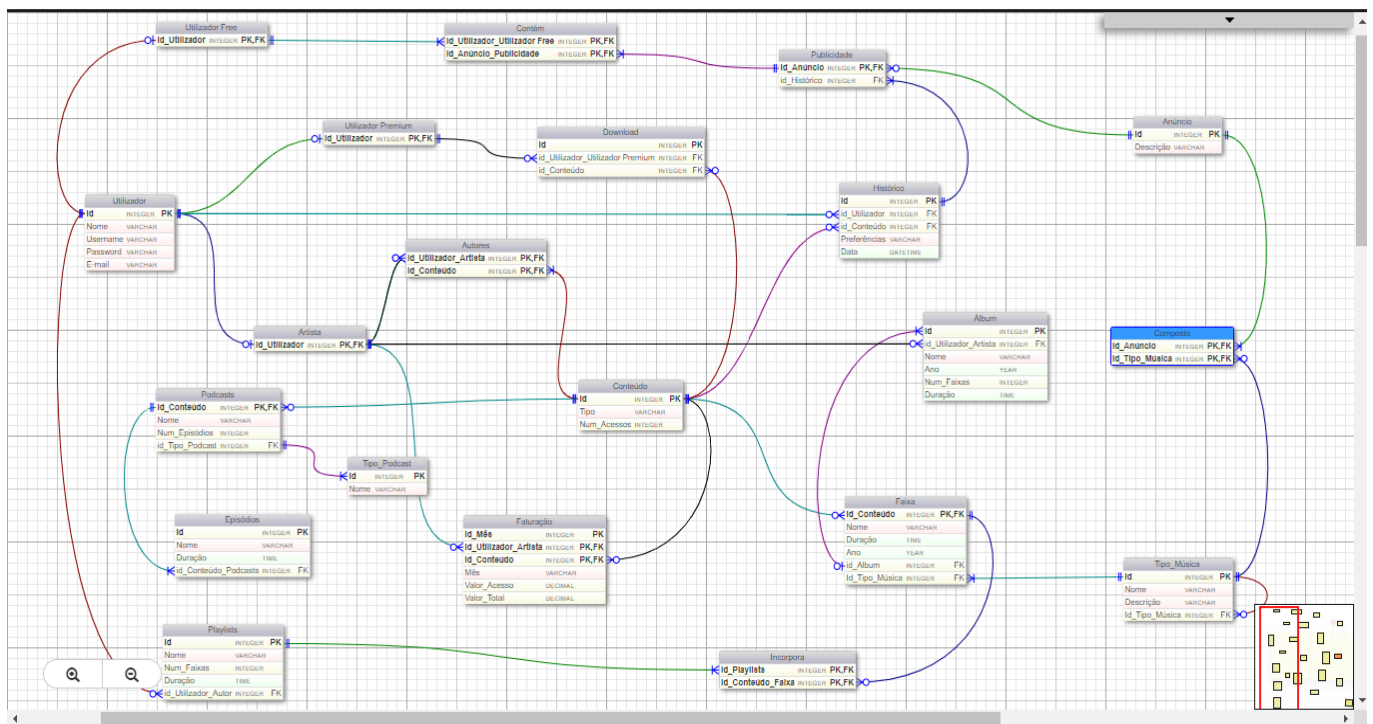 Utilizador Free
Id_Utilizador INTEGER PK,FK
Contém
Id_Utilizador_Utilizador Free INTEGER PK,FK
Id_Anúncio_Publicidade INTEGER PK,FK
Publicidade
Id_Anúncio INTEGER PK,FK
id_Histórico INTEGER FK
Utilizador Premium
Id_Utilizador INTEGER PK,FK
Download
Id INTEGER PK
id_Utilizador_Utilizador Premium INTEGER FK
id_Conteúdo INTEGER FK
Anúncio
Id INTEGER PK
Descrição VARCHAR
Utilizador
Id INTEGER PK
Nome VARCHAR
Username VARCHAR
Password VARCHAR
E-mail VARCHAR
Histórico
Id INTEGER PK
id_Utilizador INTEGER FK
id_Conteúdo INTEGER FK
Preferências VARCHAR
Data DATETIME
Autores
Id_Utilizador_Artista INTEGER PK,FK
Id_Conteúdo INTEGER PK,FK
Artista
Id_Utilizador INTEGER PK,FK
Álbum
Id INTEGER PK
id_Utilizador_Artista INTEGER FK
Nome VARCHAR
Ano YEAR
Num_Faixas INTEGER
Duração TIME
Composto
Id_Anúncio INTEGER PK,FK
Id_Tipo_Música INTEGER PK,FK
Conteúdo
Id INTEGER PK
Tipo VARCHAR
Num_Acessos INTEGER
Podcasts
Id_Conteúdo INTEGER PK,FK
Nome VARCHAR
Num_Episódios INTEGER
id_Tipo_Podcast INTEGER FK
Tipo_Podcast
Id INTEGER PK
Nome VARCHAR
Episódios
Id INTEGER PK
Nome VARCHAR
Duração TIME
id_Conteúdo_Podcasts INTEGER FK
Faturação
Id_Mês INTEGER PK
Id_Utilizador_Artista INTEGER PK,FK
Id_Conteúdo INTEGER PK,FK
Mês VARCHAR
Valor_Acesso DECIMAL
Valor_Total DECIMAL
Faixa
Id_Conteúdo INTEGER PK,FK
Nome VARCHAR
Duração TIME
Ano YEAR
id_Album INTEGER FK
Id_Tipo_Música INTEGER FK
Tipo_Música
Id INTEGER PK
Nome VARCHAR
Descrição VARCHAR
Id_Tipo_Música INTEGER FK
Playlists
Id INTEGER PK
Nome VARCHAR
Num_Faixas INTEGER
Duração TIME
id_Utilizador_Autor INTEGER FK
Incorpora
Id_Playlists INTEGER PK,FK
Id_Conteúdo_Faixa INTEGER PK,FK